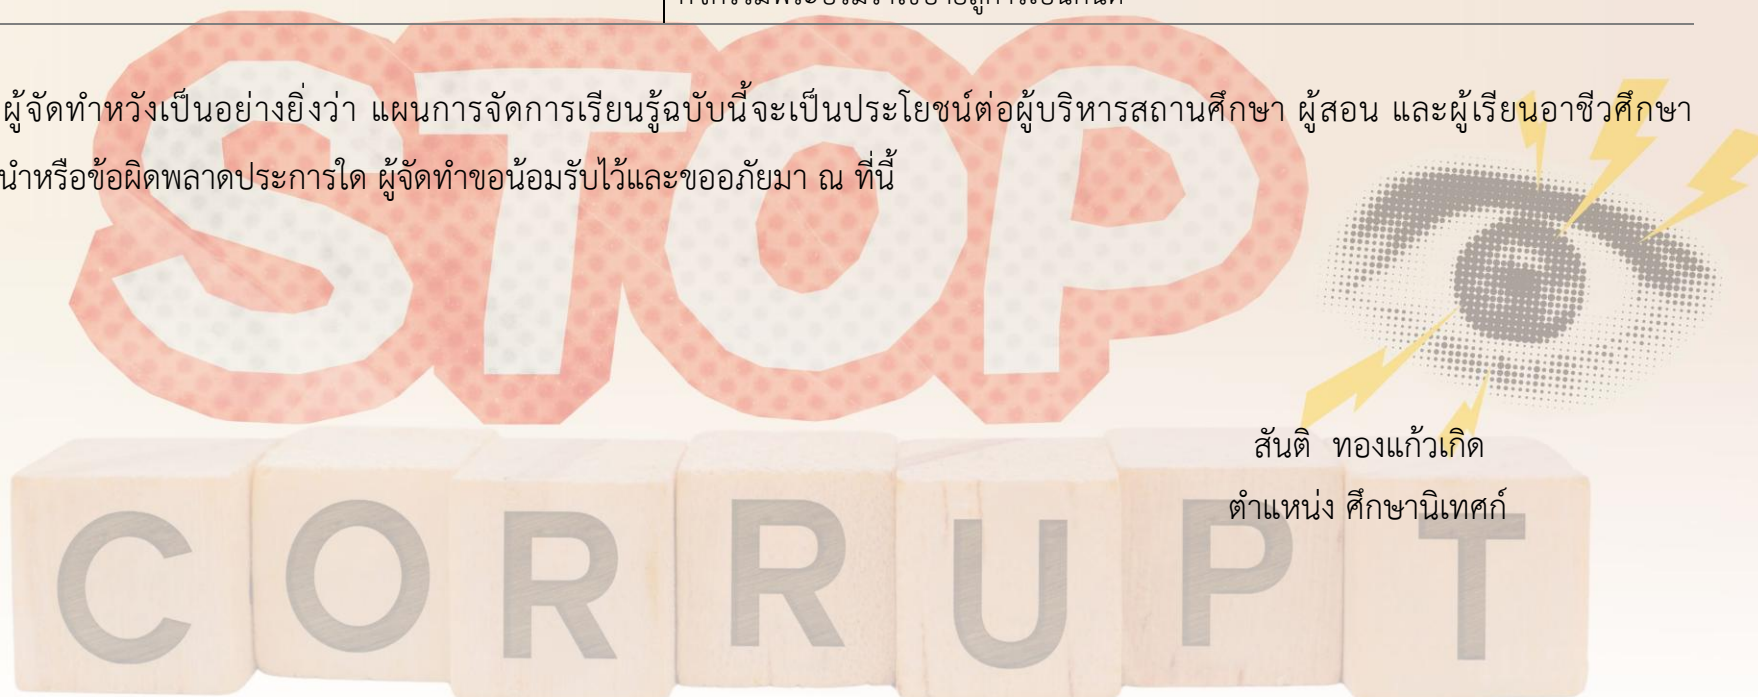 ผู้จัดทำหวังเป็นอย่างยิ่งว่า แผนการจัดการเรียนรู้ฉบับนี้จะเป็นประโยชน์ต่อผู้บริหารสถานศึกษา ผู้สอน และผู้เรียนอาชีวศึกษา
นำหรือข้อผิดพลาดประการใด ผู้จัดทำขอน้อมรับไว้และขออภัยมา ณ ที่นี้
STOP
สันติ ทองแก้วเกิด
ตำแหน่ง ศึกษานิเทศก์
CORRUPT